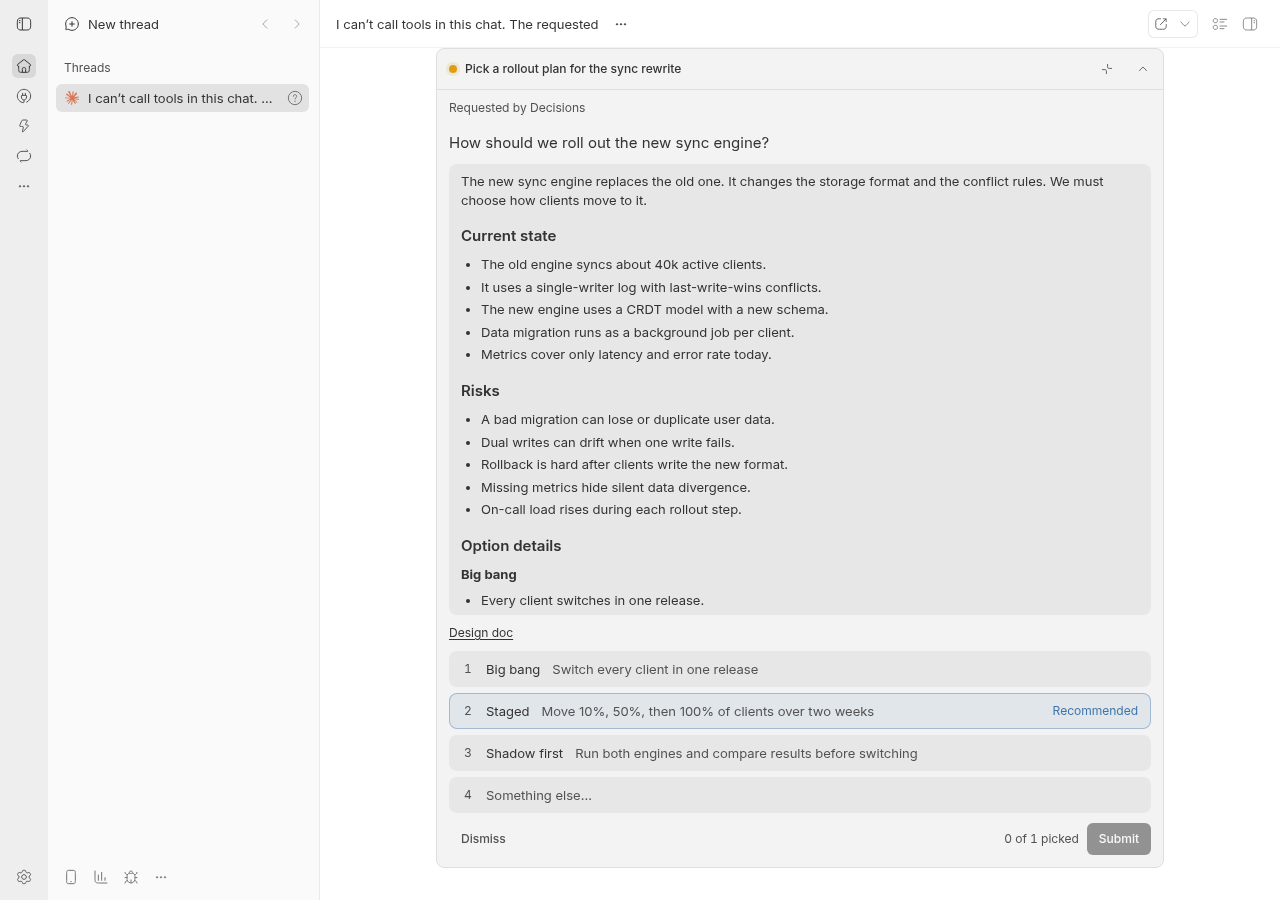 New thread
Threads
I can't call tools in this chat. ...
I can't call tools in this chat. The requested
Pick a rollout plan for the sync rewrite
Requested by Decisions
How should we roll out the new sync engine?
The new sync engine replaces the old one. It changes the storage format and the conflict rules. We must
choose how clients move to it.
Current state
• The old engine syncs about 40k active clients.
• It uses a single-writer log with last-write-wins conflicts.
• The new engine uses a CRDT model with a new schema.
• Data migration runs as a background job per client.
• Metrics cover only latency and error rate today.
Risks
• A bad migration can lose or duplicate user data.
• Dual writes can drift when one write fails.
• Rollback is hard after clients write the new format.
• Missing metrics hide silent data divergence.
• On-call load rises during each rollout step.
Option details
Big bang
• Every client switches in one release.
Design doc
1 Big bang Switch every client in one release
2 Staged Move 10%, 50%, then 100% of clients over two weeks Recommended
3 Shadow first Run both engines and compare results before switching
4 Something else...
Dismiss 0 of 1 picked Submit